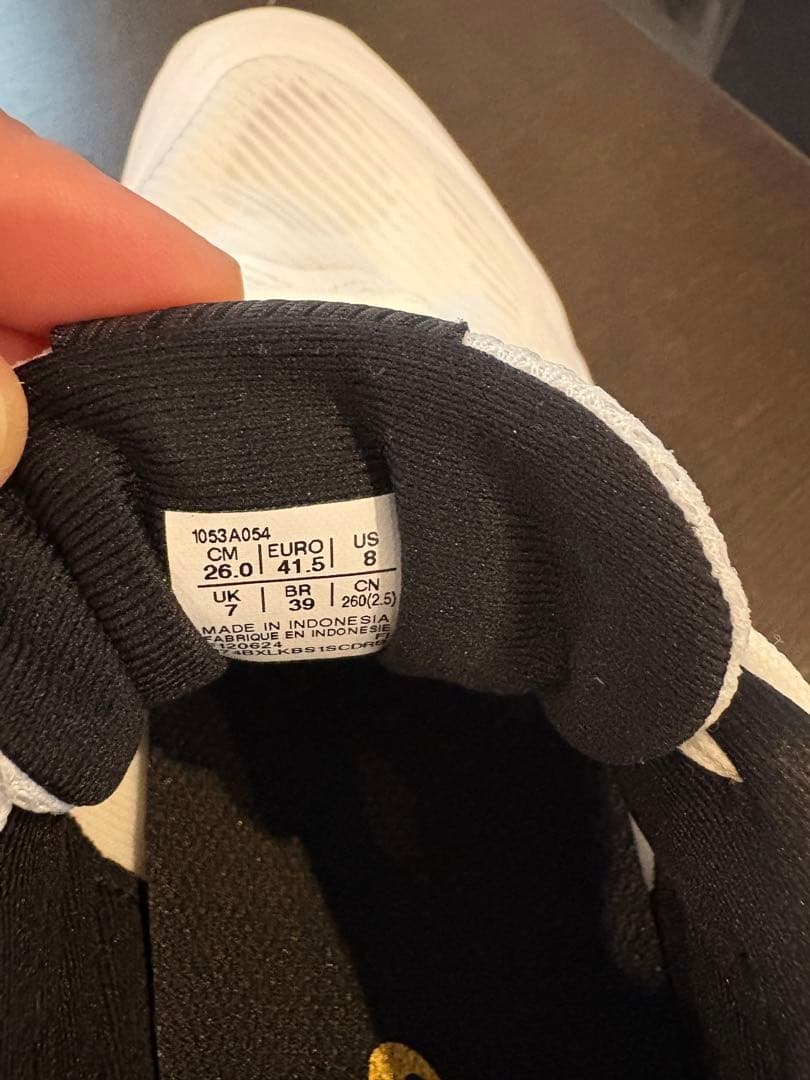 1053A054
CM | EURO | US
26.0 | 41.5 | 8
UK | BR | CN
7 | 39 | 260(2.5)
MADE IN INDONESIA
FABRIQUE EN INDONESIE
120624